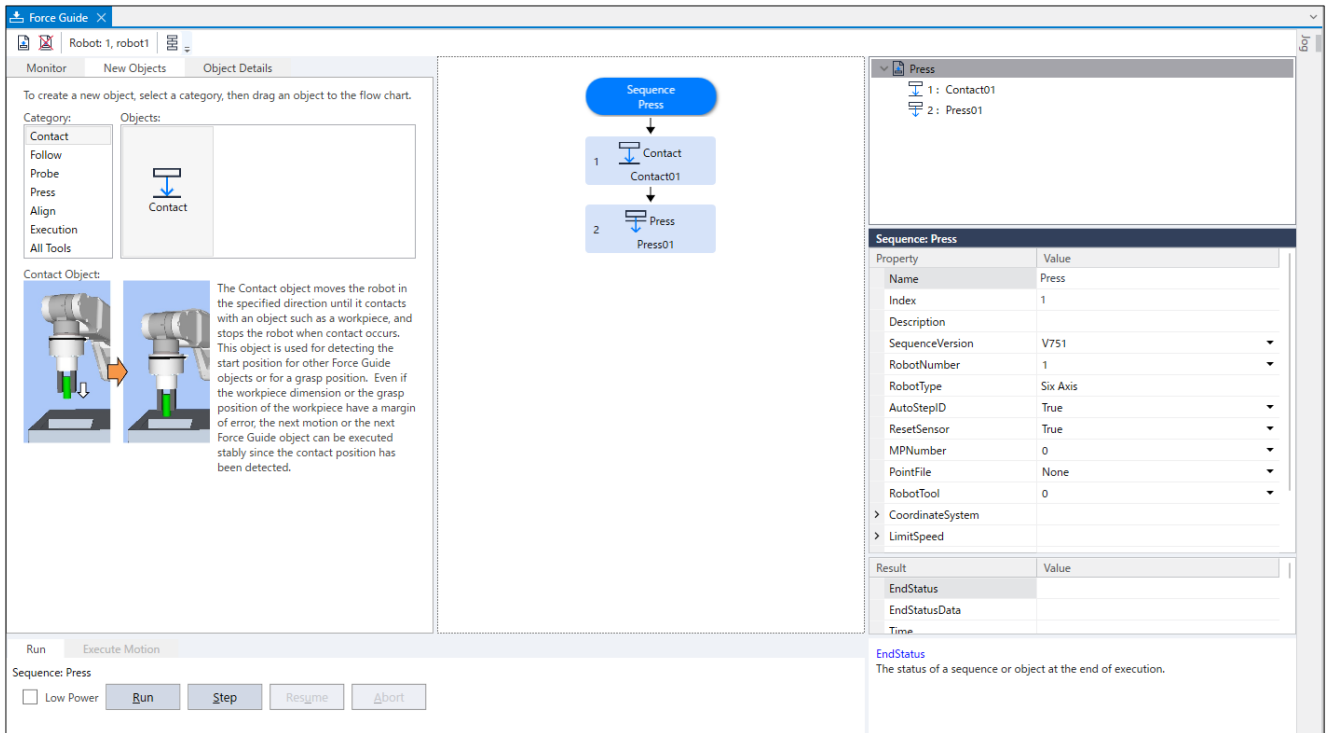 Force Guide
Robot: 1, robot1
Jog
Monitor New Objects Object Details
To create a new object, select a category, then drag an object to the flow chart.
Category: Objects:
Contact
Follow
Probe
Press
Align
Execution
All Tools
Contact
Contact Object:
The Contact object moves the robot in
the specified direction until it contacts
with an object such as a workpiece, and
stops the robot when contact occurs.
This object is used for detecting the
start position for other Force Guide
objects or for a grasp position. Even if
the workpiece dimension or the grasp
position of the workpiece have a margin
of error, the next motion or the next
Force Guide object can be executed
stably since the contact position has
been detected.
Sequence
Press
1 Contact
Contact01
2 Press
Press01
Press
1 : Contact01
2 : Press01
Sequence: Press
Property Value
Name Press
Index 1
Description
SequenceVersion V751
RobotNumber 1
RobotType Six Axis
AutoStepID True
ResetSensor True
MPNumber 0
PointFile None
RobotTool 0
CoordinateSystem
LimitSpeed
Result Value
EndStatus
EndStatusData
Time
EndStatus
The status of a sequence or object at the end of execution.
Run Execute Motion
Sequence: Press
Low Power Run Step Resume Abort